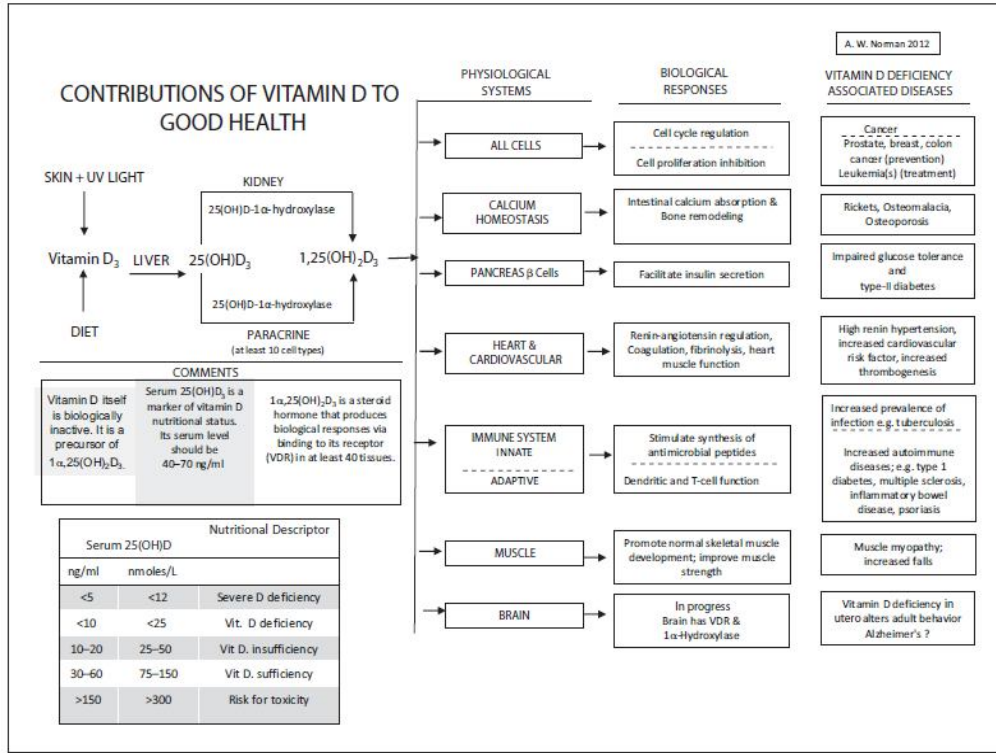 A. W. Norman 2012
CONTRIBUTIONS OF VITAMIN D TO
GOOD HEALTH
SKIN + UV LIGHT
KIDNEY
25(OH)D-1α-hydroxylase
Vitamin D₃
LIVER
25(OH)D₃
1,25(OH)₂D₃
25(OH)D-1α-hydroxylase
DIET
PARACRINE
(at least 10 cell types)
COMMENTS
Vitamin D itself
is biologically
inactive. It is a
precursor of
1α,25(OH)₂D₃.
Serum 25(OH)D₃ is a
marker of vitamin D
nutritional status.
Its serum level
should be
40–70 ng/ml
1α,25(OH)₂D₃ is a steroid
hormone that produces
biological responses via
binding to its receptor
(VDR) in at least 40 tissues.
Nutritional Descriptor
Serum 25(OH)D
ng/ml nmoles/L
<5 <12 Severe D deficiency
<10 <25 Vit. D deficiency
10–20 25–50 Vit D. insufficiency
30–60 75–150 Vit D. sufficiency
>150 >300 Risk for toxicity
PHYSIOLOGICAL
SYSTEMS
BIOLOGICAL
RESPONSES
VITAMIN D DEFICIENCY
ASSOCIATED DISEASES
ALL CELLS
Cell cycle regulation
Cell proliferation inhibition
Cancer
Prostate, breast, colon
cancer (prevention)
Leukemia(s) (treatment)
CALCIUM
HOMEOSTASIS
Intestinal calcium absorption &
Bone remodeling
Rickets, Osteomalacia,
Osteoporosis
PANCREAS β Cells
Facilitate insulin secretion
Impaired glucose tolerance
and
type-II diabetes
HEART &
CARDIOVASCULAR
Renin-angiotensin regulation,
Coagulation, fibrinolysis, heart
muscle function
High renin hypertension,
increased cardiovascular
risk factor, increased
thrombogenesis
IMMUNE SYSTEM
INNATE
ADAPTIVE
Stimulate synthesis of
antimicrobial peptides
Dendritic and T-cell function
Increased prevalence of
infection e.g. tuberculosis
Increased autoimmune
diseases; e.g. type 1
diabetes, multiple sclerosis,
inflammatory bowel
disease, psoriasis
MUSCLE
Promote normal skeletal muscle
development; improve muscle
strength
Muscle myopathy;
increased falls
BRAIN
In progress
Brain has VDR &
1α-Hydroxylase
Vitamin D deficiency in
utero alters adult behavior
Alzheimer's ?